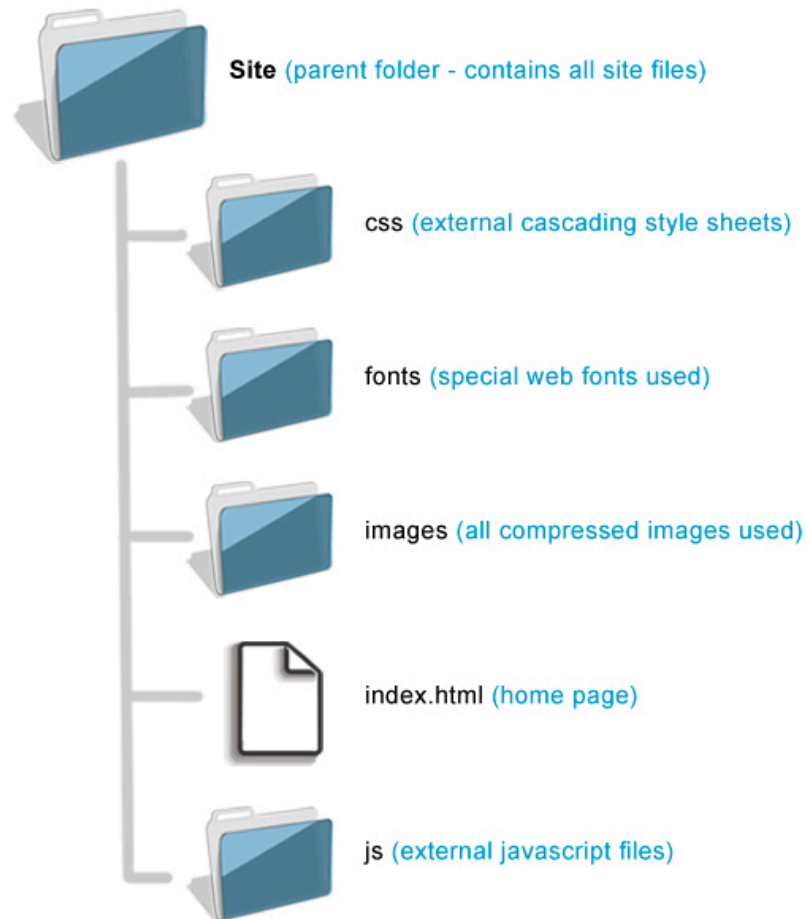 Site (parent folder - contains all site files)
css (external cascading style sheets)
fonts (special web fonts used)
images (all compressed images used)
index.html (home page)
js (external javascript files)